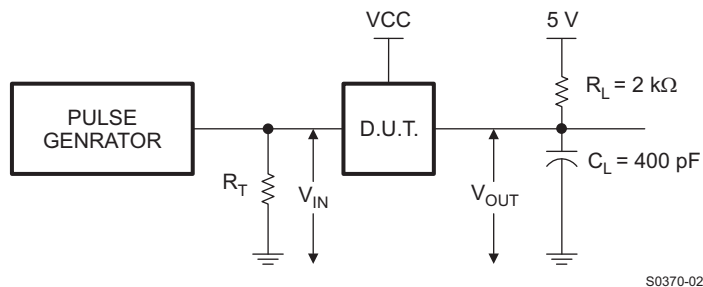 VCC
5 V
R_L = 2 kΩ
PULSE
GENRATOR
D.U.T.
R_T
V_IN
V_OUT
C_L = 400 pF
S0370-02